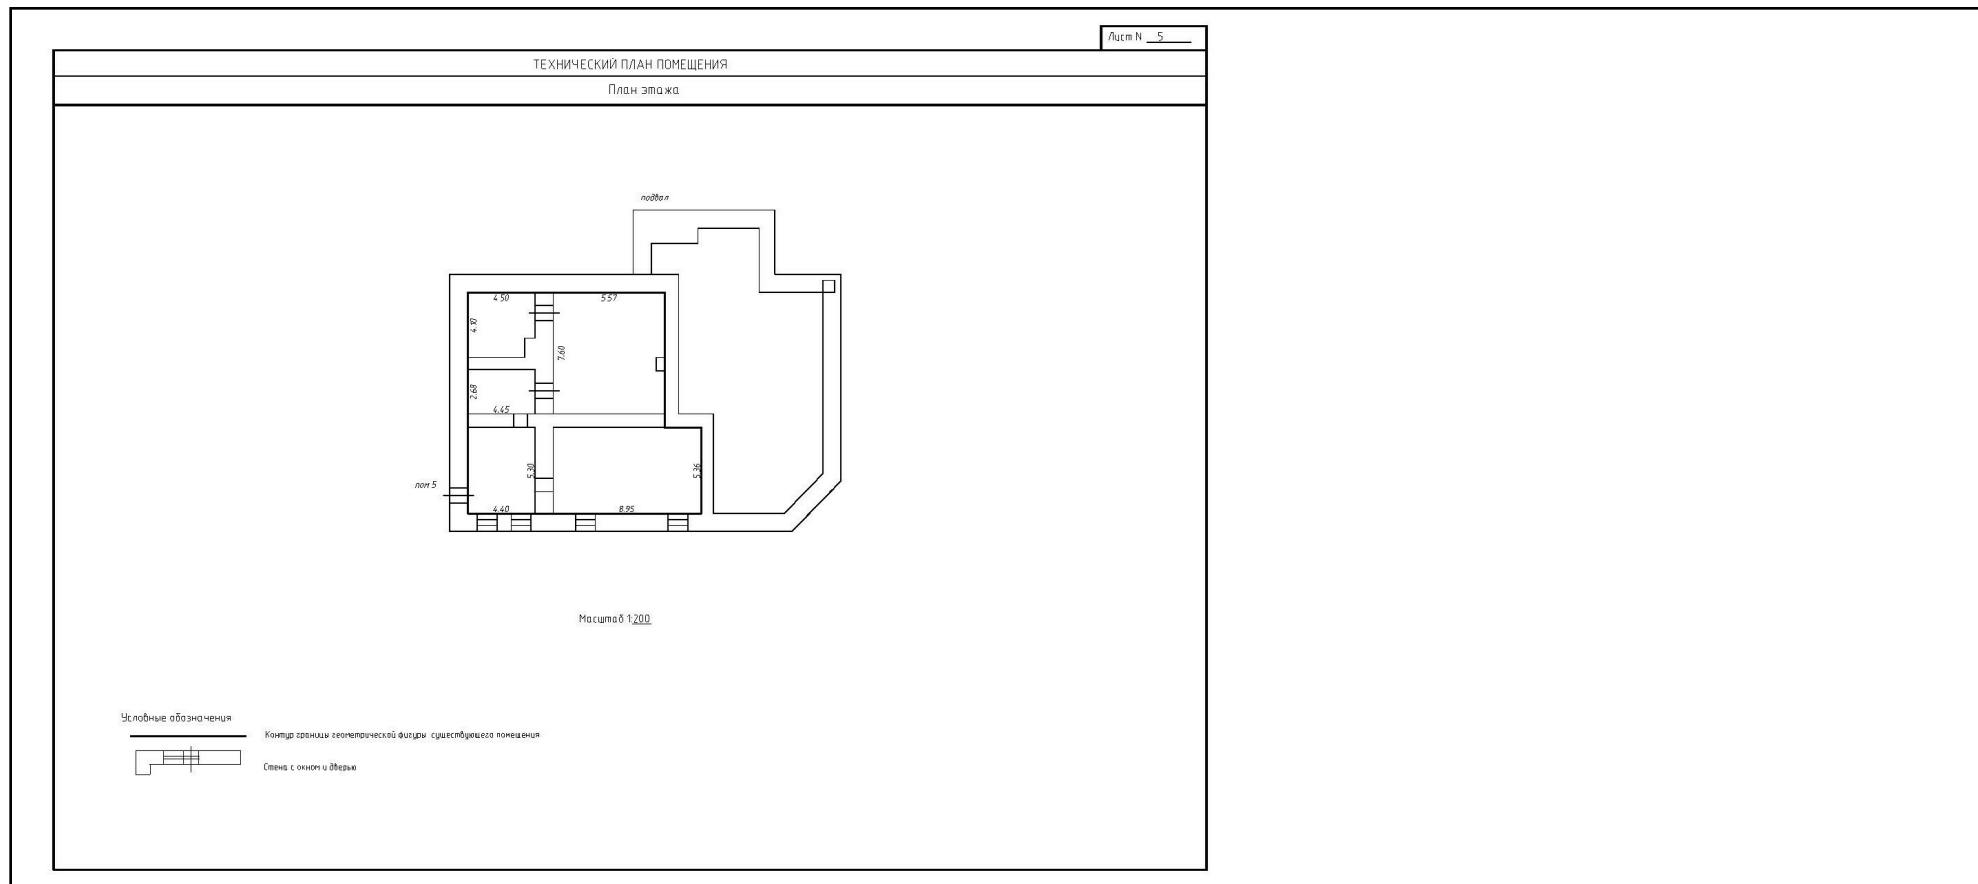 Лист N 5
ТЕХНИЧЕСКИЙ ПЛАН ПОМЕЩЕНИЯ
План этажа
подвал
4.50
5.57
4.10
7.60
2.68
4.45
5.30
5.36
пом 5
4.40
8.95
Масштаб 1:200
Условные обозначения
Контур границы геометрической фигуры существующего помещения
Стена с окном и дверью